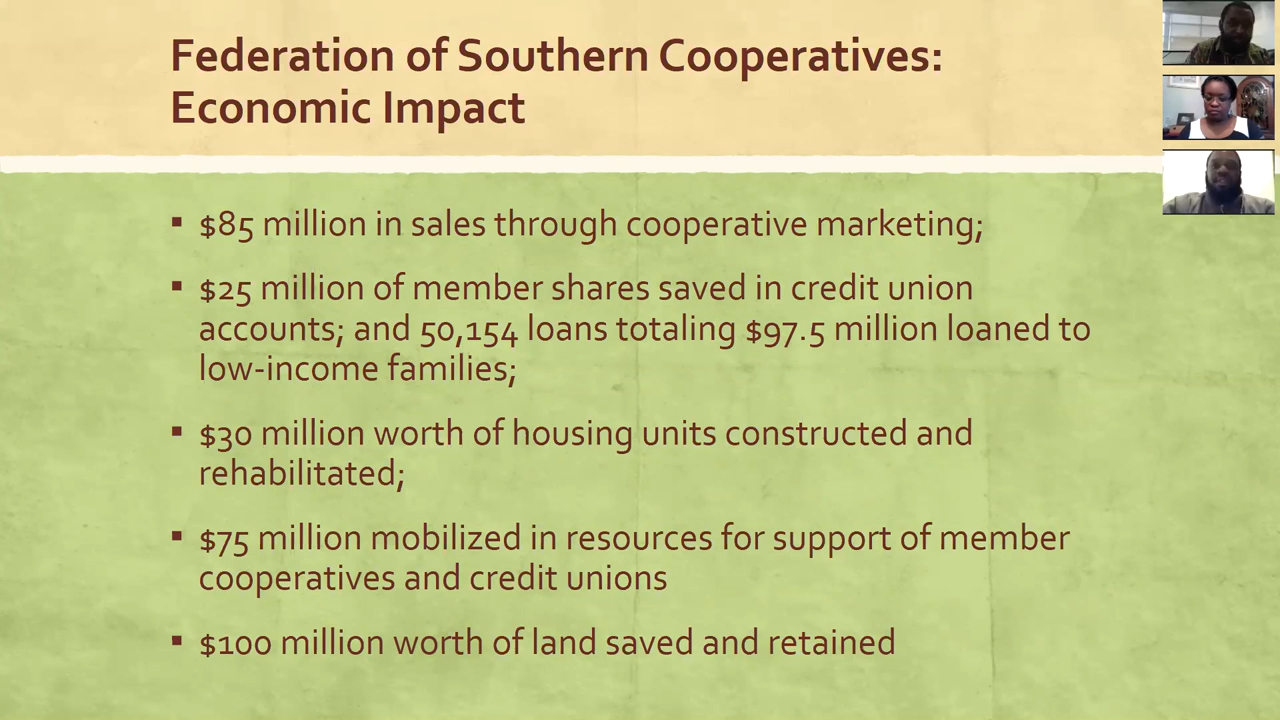 Federation of Southern Cooperatives:
Economic Impact
▪ $85 million in sales through cooperative marketing;
▪ $25 million of member shares saved in credit union
accounts; and 50,154 loans totaling $97.5 million loaned to
low-income families;
▪ $30 million worth of housing units constructed and
rehabilitated;
▪ $75 million mobilized in resources for support of member
cooperatives and credit unions
▪ $100 million worth of land saved and retained